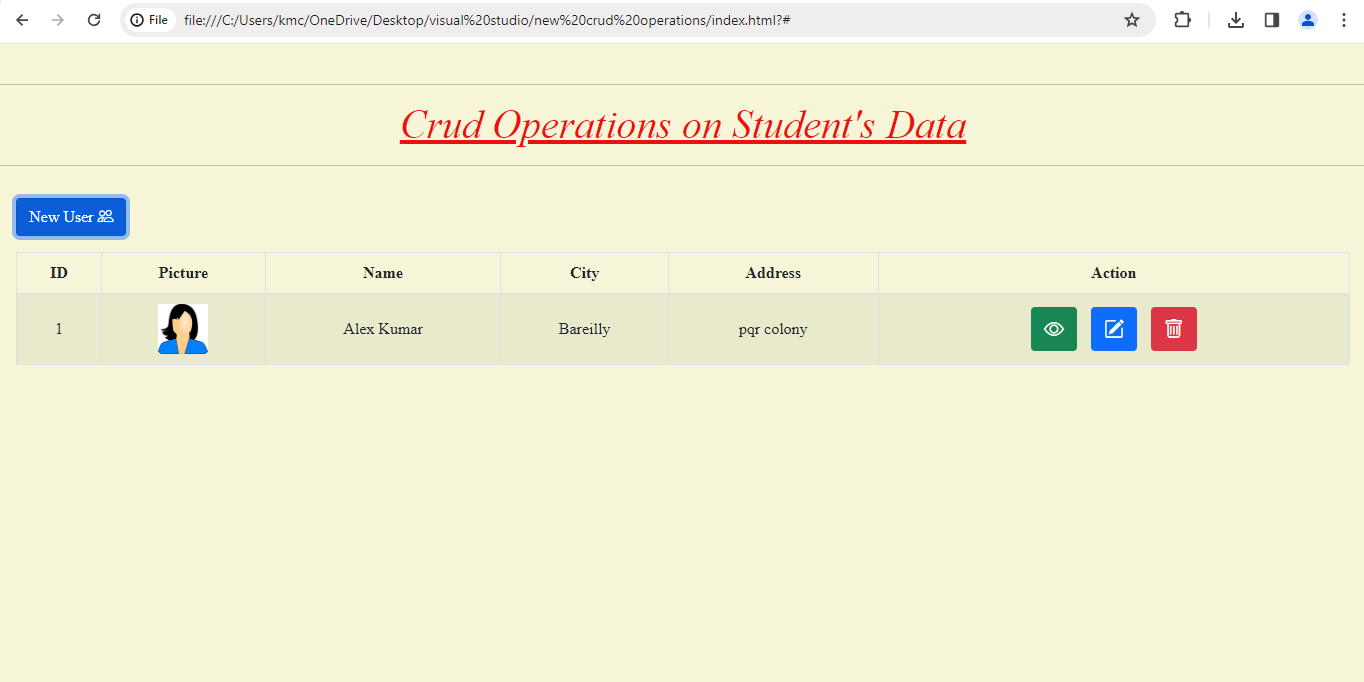 File file:///C:/Users/kmc/OneDrive/Desktop/visual%20studio/new%20crud%20operations/index.html?#
Crud Operations on Student's Data
New User
ID Picture Name City Address Action
1 Alex Kumar Bareilly pqr colony